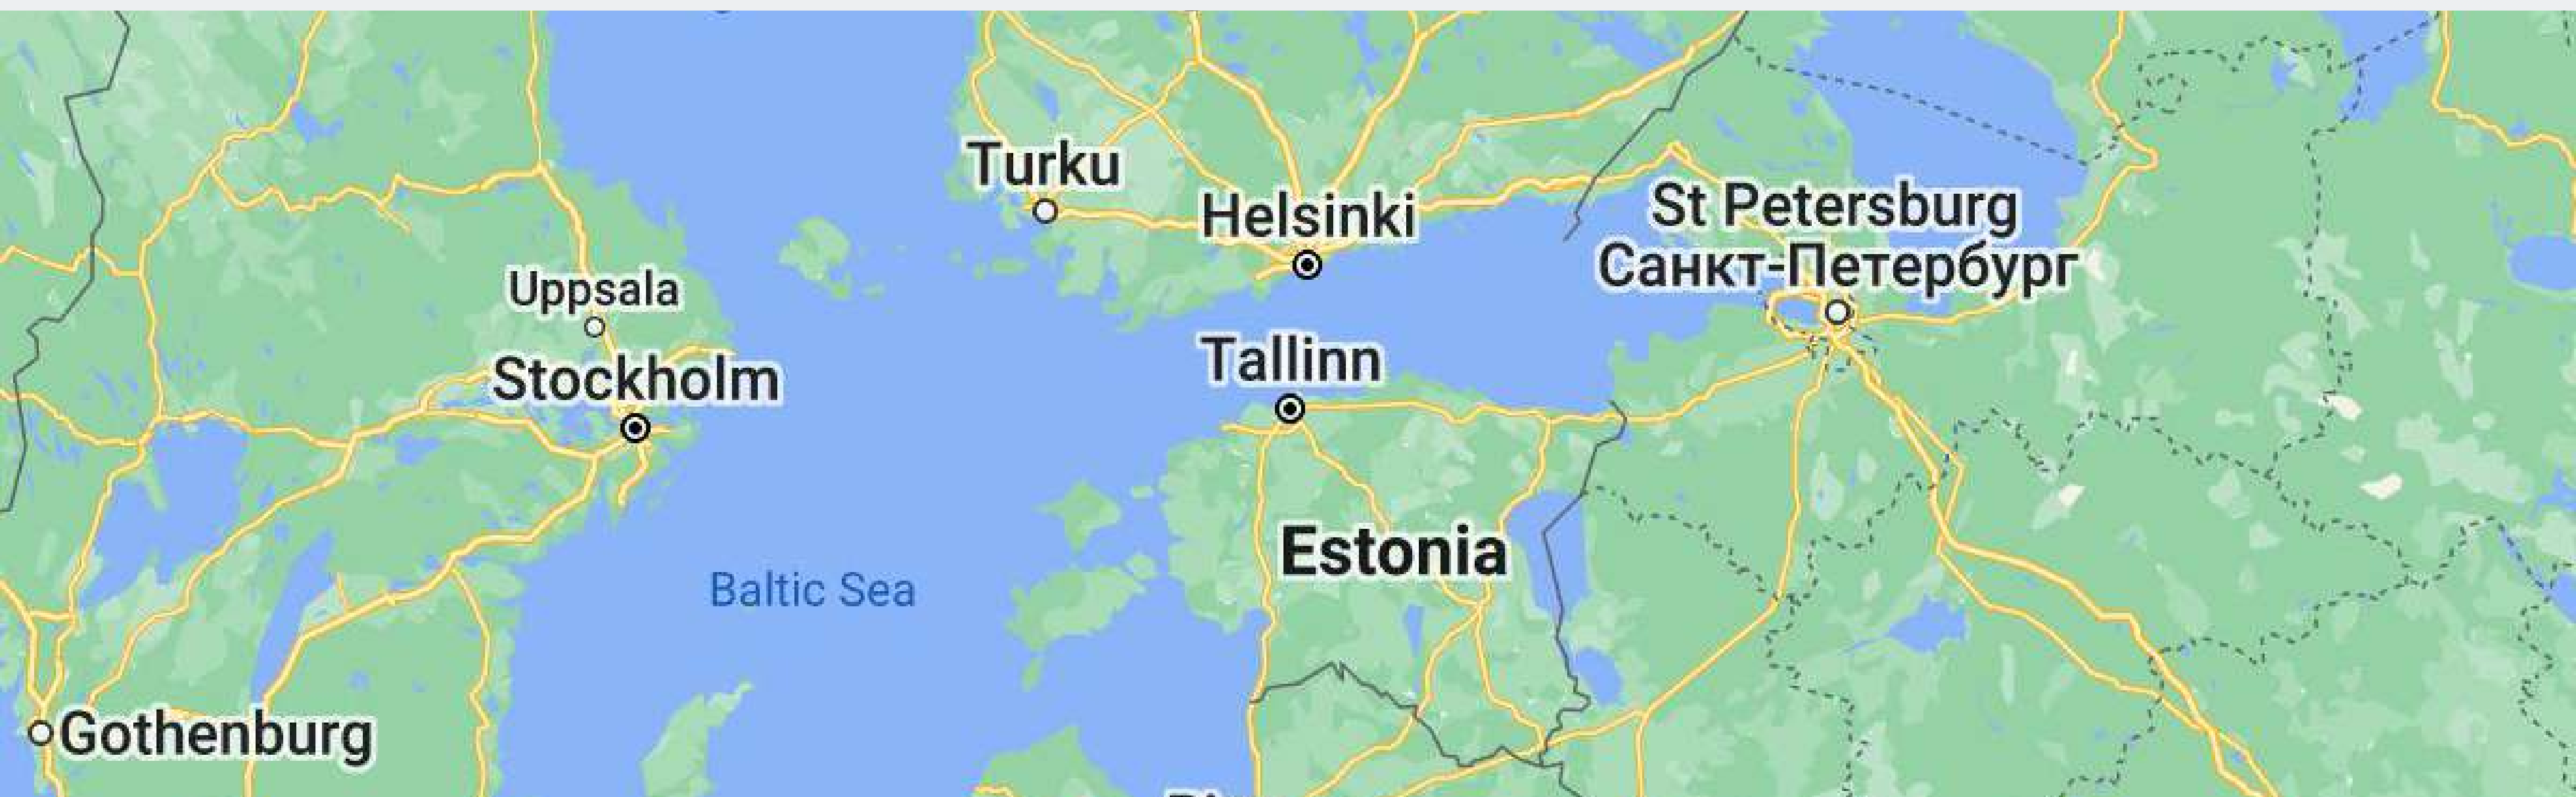 Turku
Helsinki
St Petersburg
Санкт-Петербург
Uppsala
Stockholm
Tallinn
Estonia
Baltic Sea
Gothenburg